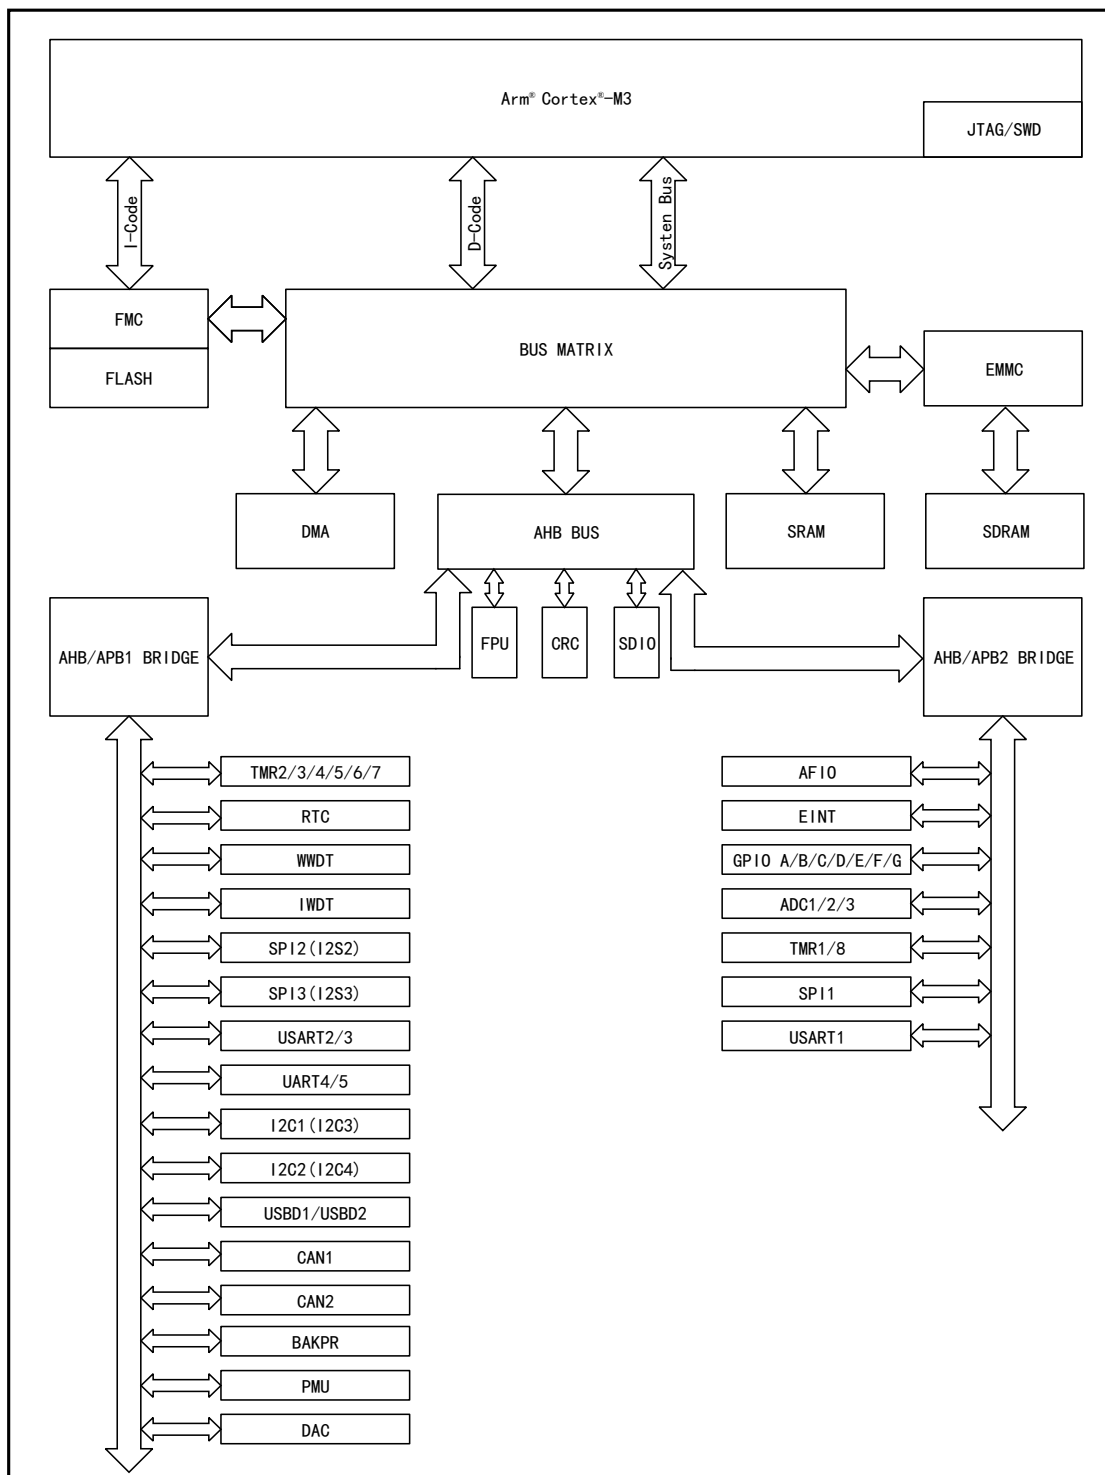 Arm® Cortex®-M3
JTAG/SWD
I-Code
D-Code
Systen Bus
FMC
FLASH
BUS MATRIX
EMMC
DMA
AHB BUS
SRAM
SDRAM
AHB/APB1 BRIDGE
FPU
CRC
SDIO
AHB/APB2 BRIDGE
TMR2/3/4/5/6/7
RTC
WWDT
IWDT
SPI2(I2S2)
SPI3(I2S3)
USART2/3
UART4/5
I2C1(I2C3)
I2C2(I2C4)
USBD1/USBD2
CAN1
CAN2
BAKPR
PMU
DAC
AFIO
EINT
GPIO A/B/C/D/E/F/G
ADC1/2/3
TMR1/8
SPI1
USART1